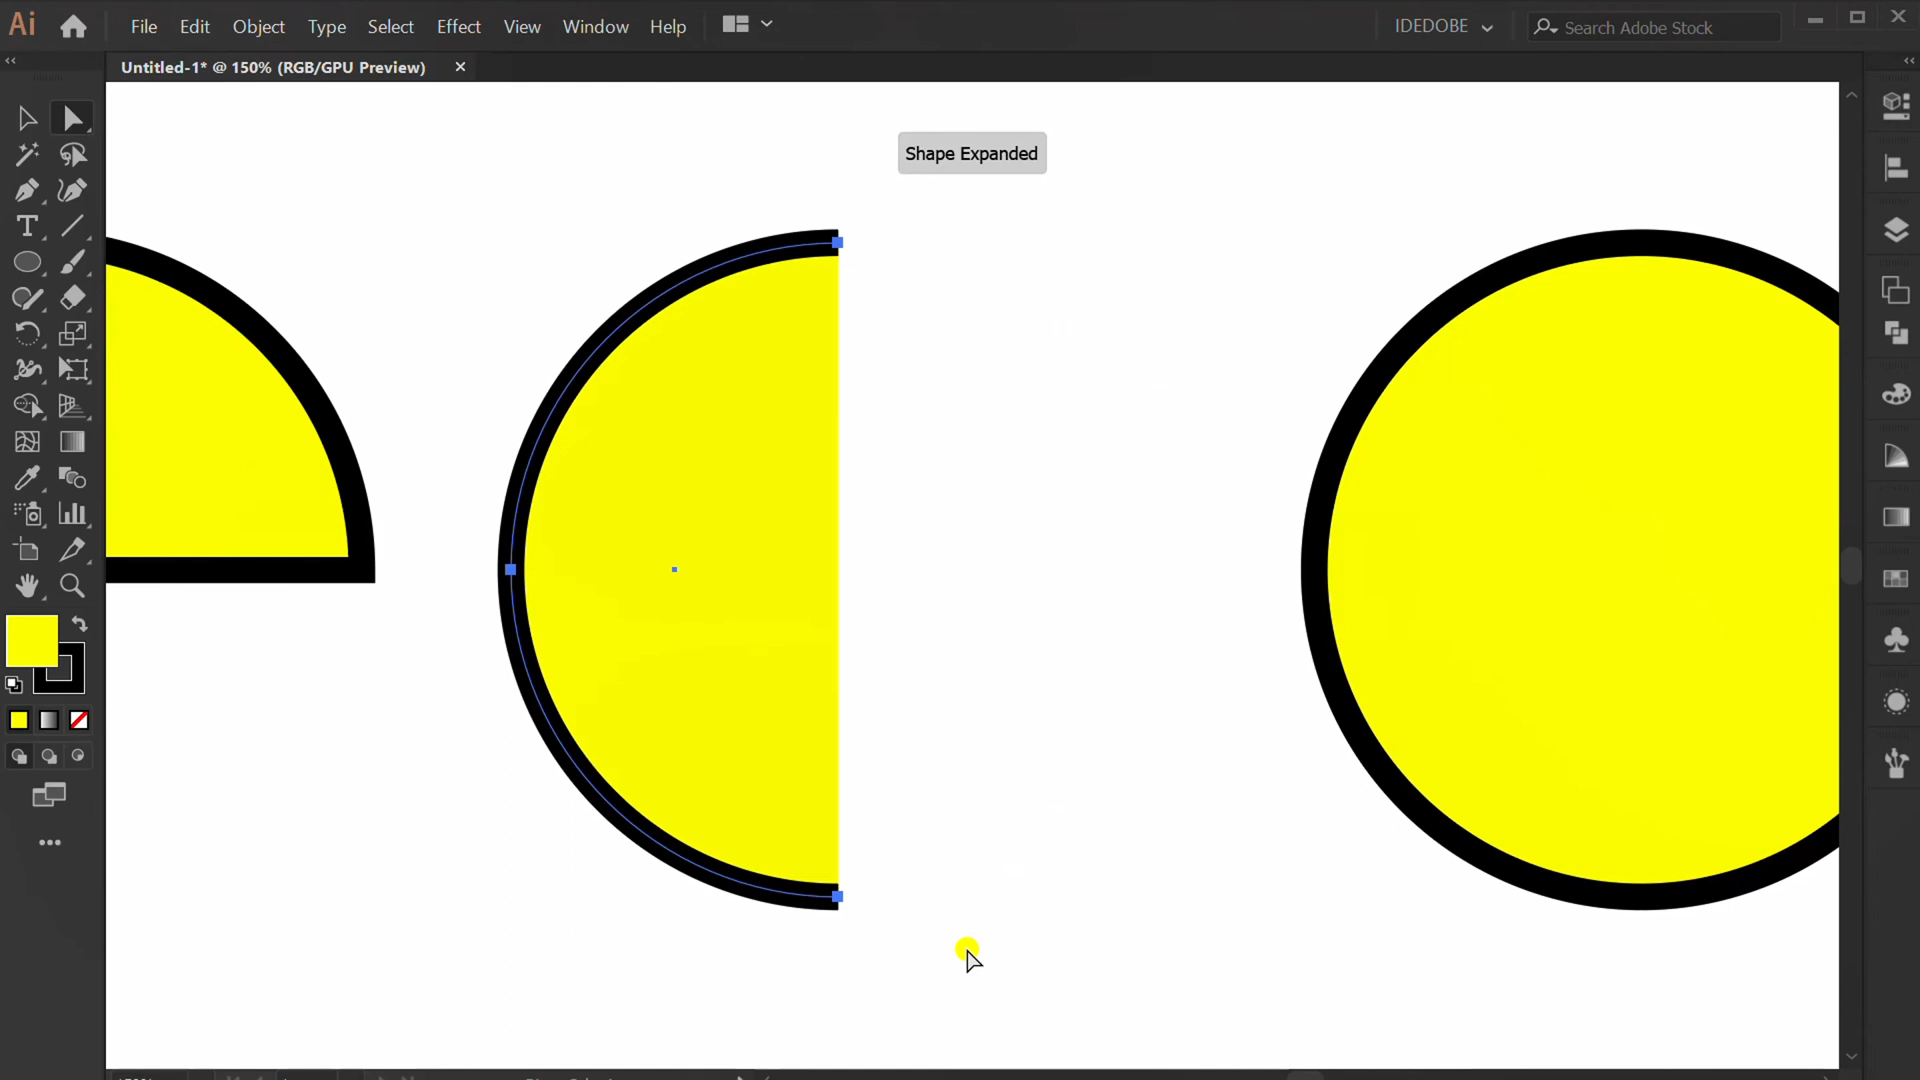 Ai File Edit Object Type Select Effect View Window Help IDEDOBE Search Adobe Stock
Untitled-1* @ 150% (RGB/GPU Preview)
Shape Expanded